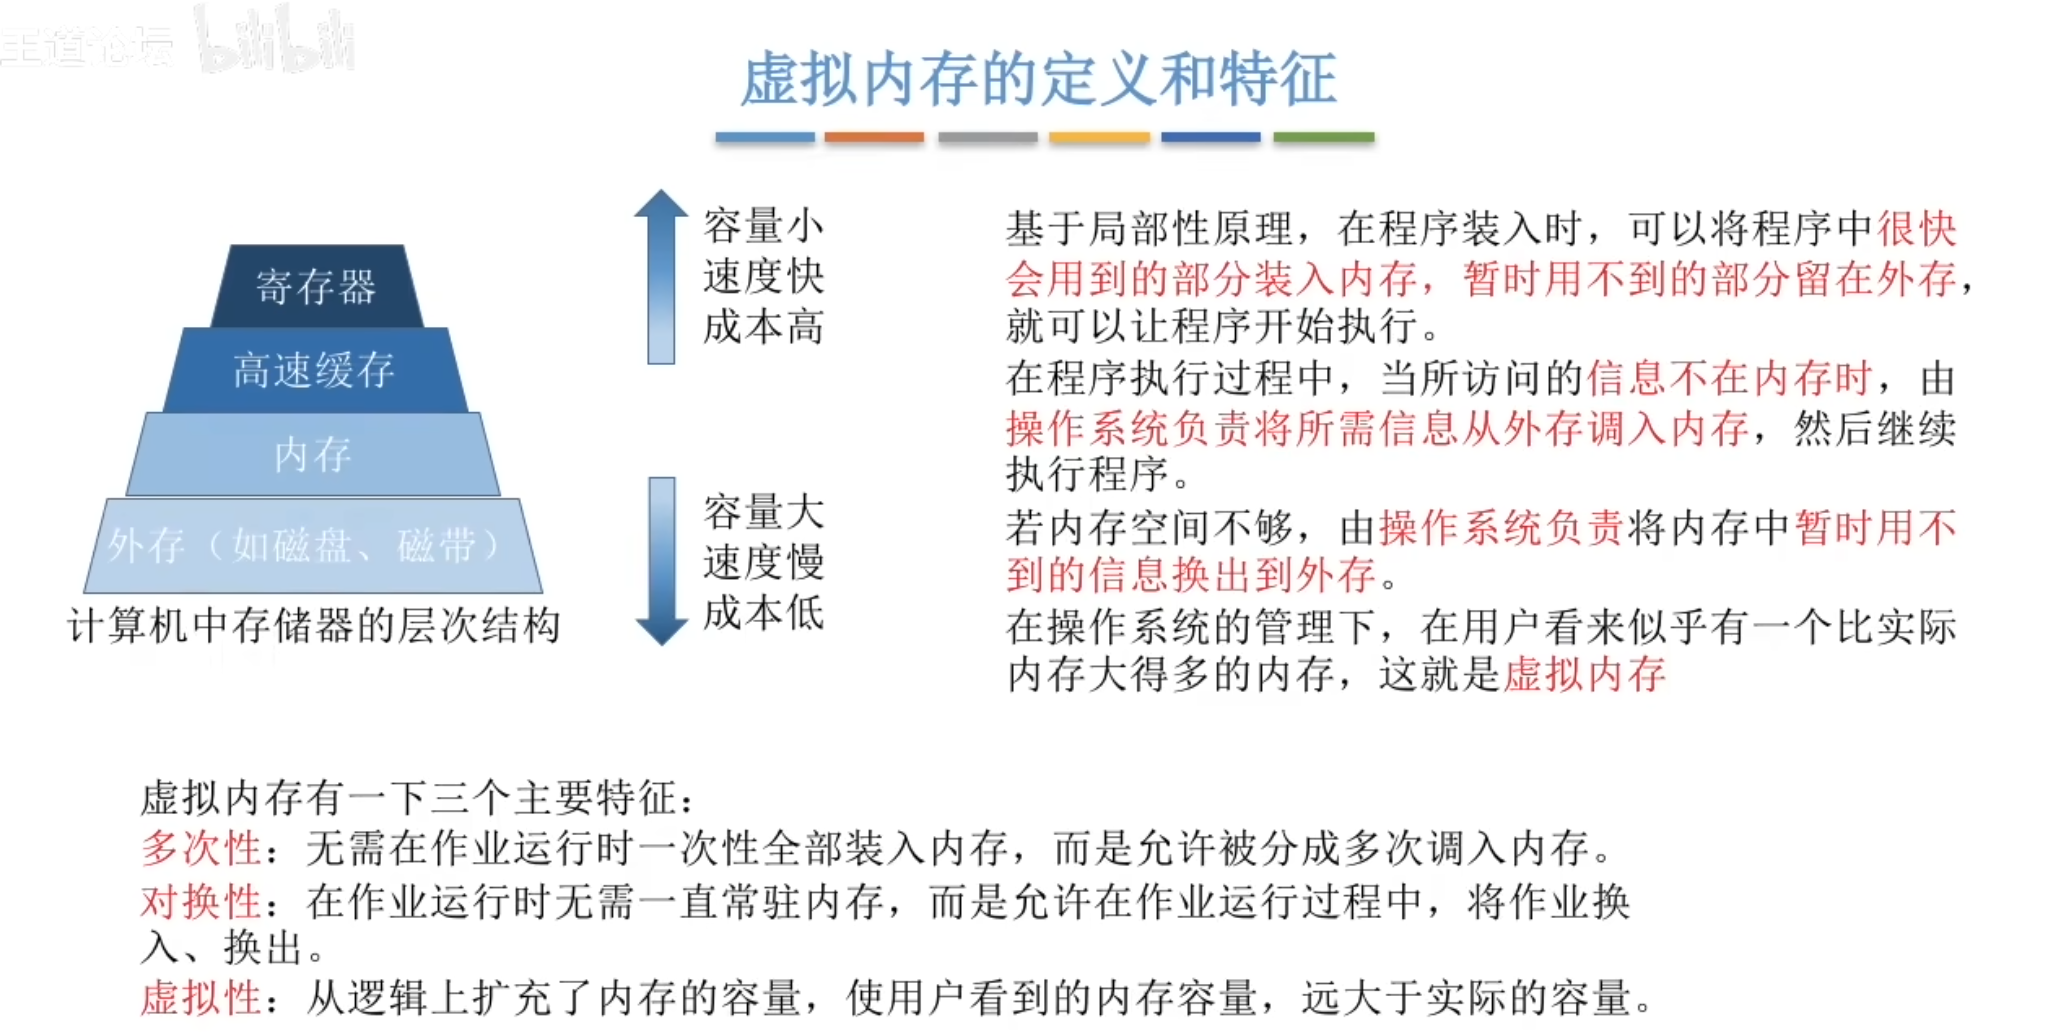 王道论坛 bilibili
虚拟内存的定义和特征
寄存器
高速缓存
内存
外存（如磁盘、磁带）
计算机中存储器的层次结构
容量小
速度快
成本高
容量大
速度慢
成本低
基于局部性原理，在程序装入时，可以将程序中很快
会用到的部分装入内存，暂时用不到的部分留在外存，
就可以让程序开始执行。
在程序执行过程中，当所访问的信息不在内存时，由
操作系统负责将所需信息从外存调入内存，然后继续
执行程序。
若内存空间不够，由操作系统负责将内存中暂时用不
到的信息换出到外存。
在操作系统的管理下，在用户看来似乎有一个比实际
内存大得多的内存，这就是虚拟内存
虚拟内存有一下三个主要特征：
多次性：无需在作业运行时一次性全部装入内存，而是允许被分成多次调入内存。
对换性：在作业运行时无需一直常驻内存，而是允许在作业运行过程中，将作业换
入、换出。
虚拟性：从逻辑上扩充了内存的容量，使用户看到的内存容量，远大于实际的容量。